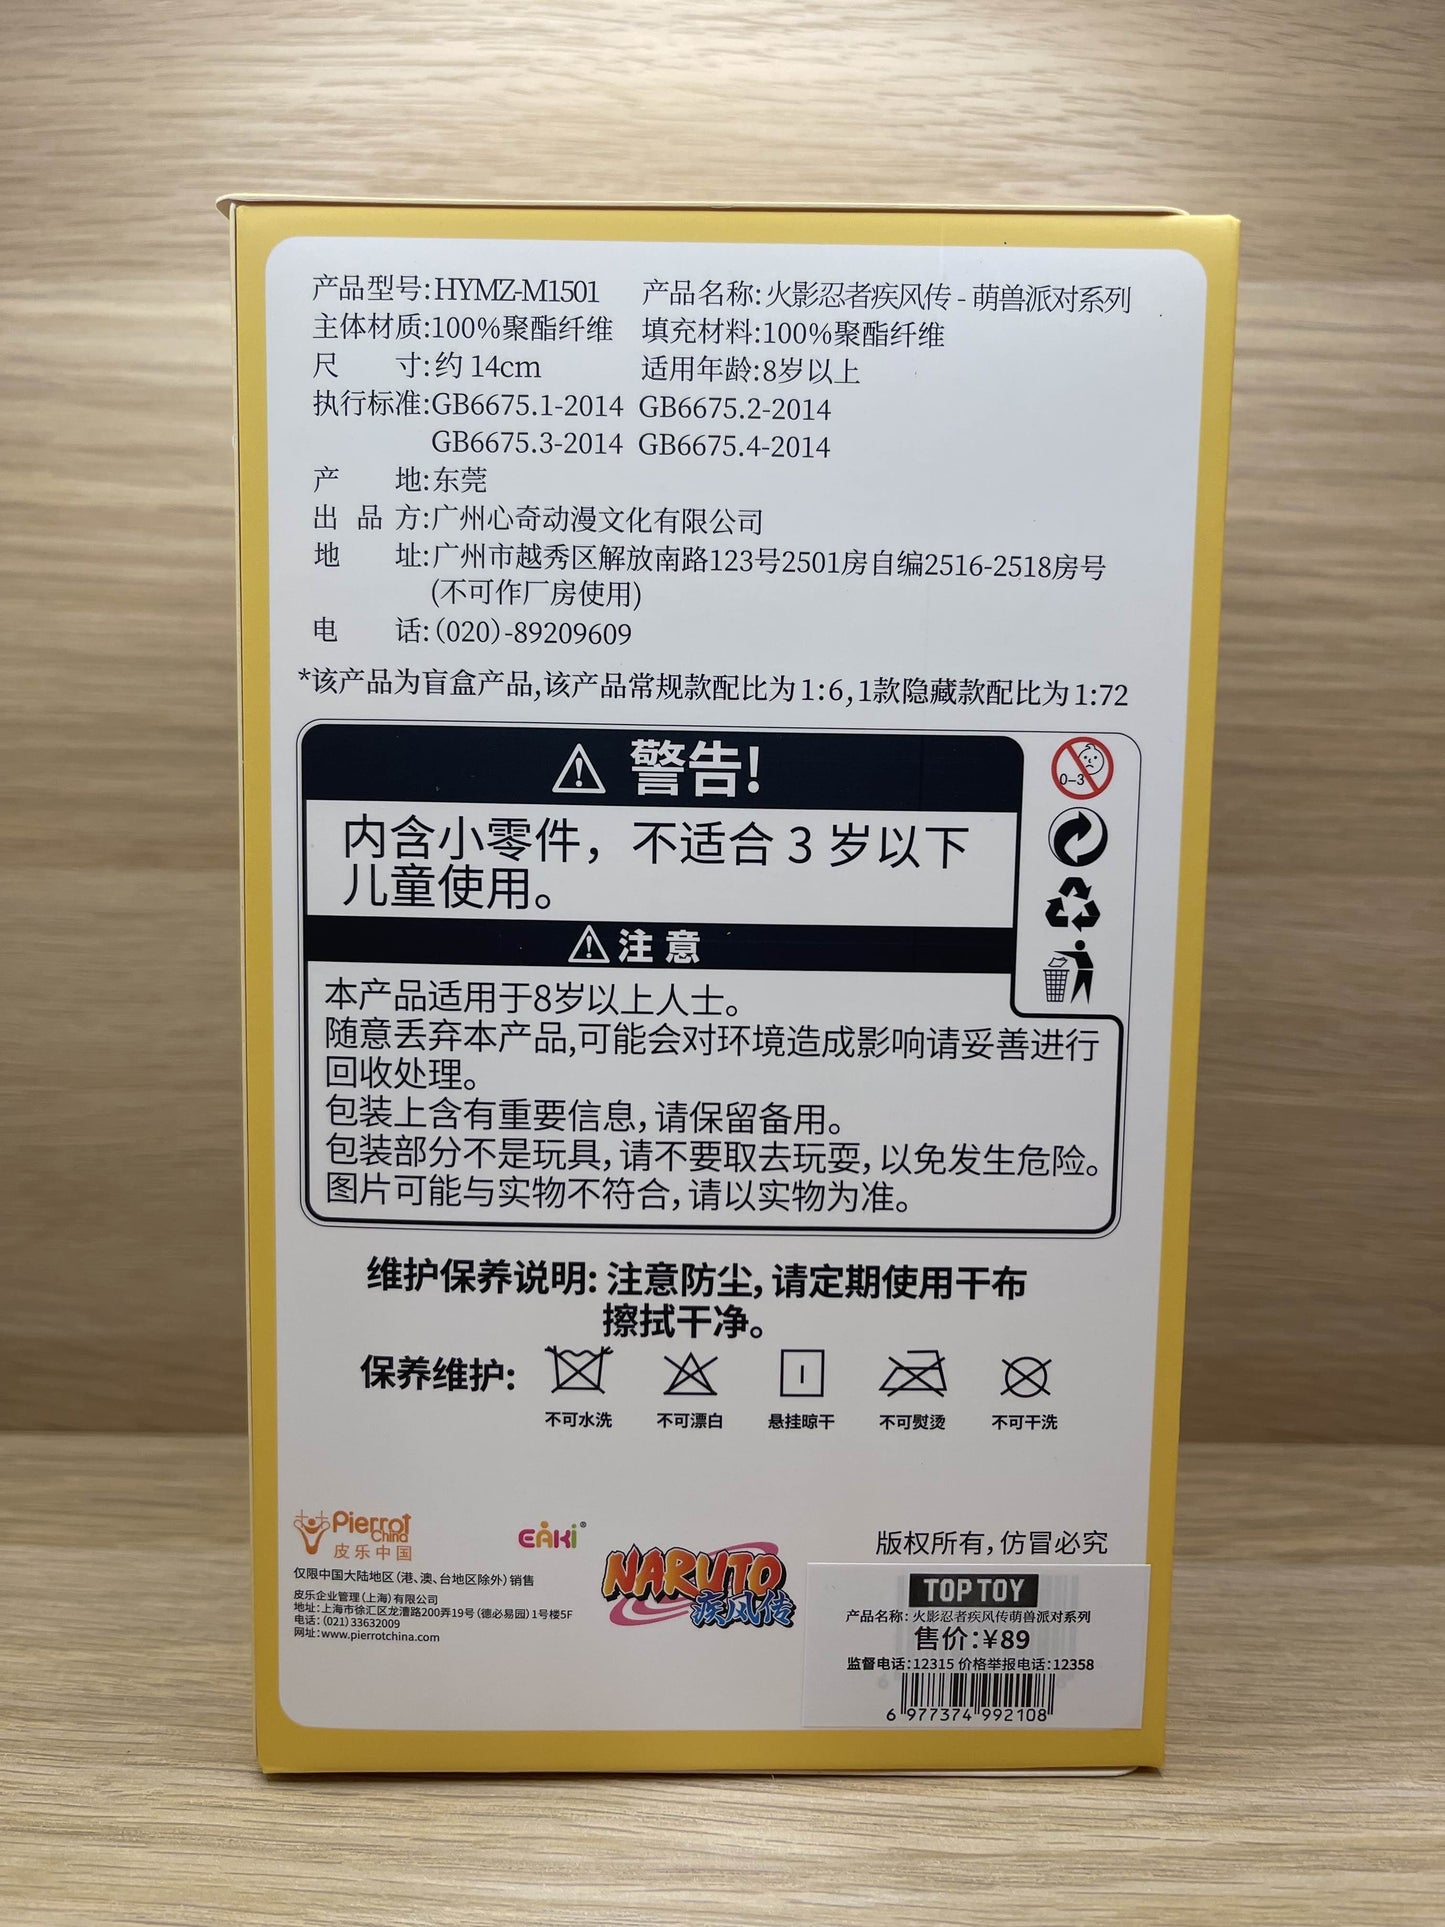 产品型号:HYMZ-M1501 产品名称:火影忍者疾风传 - 萌兽派对系列
主体材质:100%聚酯纤维 填充材料:100%聚酯纤维
尺 寸:约 14cm 适用年龄:8岁以上
执行标准:GB6675.1-2014 GB6675.2-2014
GB6675.3-2014 GB6675.4-2014
产 地:东莞
出 品 方:广州心奇动漫文化有限公司
地 址:广州市越秀区解放南路123号2501房自编2516-2518房号
(不可作厂房使用)
电 话:(020)-89209609
*该产品为盲盒产品,该产品常规款配比为1:6,1款隐藏款配比为1:72
警告!
0-3
内含小零件，不适合 3 岁以下
儿童使用。
注 意
本产品适用于8岁以上人士。
随意丢弃本产品,可能会对环境造成影响请妥善进行
回收处理。
包装上含有重要信息,请保留备用。
包装部分不是玩具,请不要取去玩耍,以免发生危险。
图片可能与实物不符合,请以实物为准。
维护保养说明: 注意防尘,请定期使用干布
擦拭干净。
保养维护:
不可水洗 不可漂白 悬挂晾干 不可熨烫 不可干洗
Pierrot
China
皮乐中国
EAKI®
NARUTO
疾风传
版权所有,仿冒必究
仅限中国大陆地区(港、澳、台地区除外)销售
皮乐企业管理(上海)有限公司
地址:上海市徐汇区龙漕路200弄19号(德必易园)1号楼5F
电话:(021)33632009
网址:www.pierrotchina.com
TOP TOY
产品名称: 火影忍者疾风传萌兽派对系列
售价:¥89
监督电话:12315 价格举报电话:12358
6 977374 992108